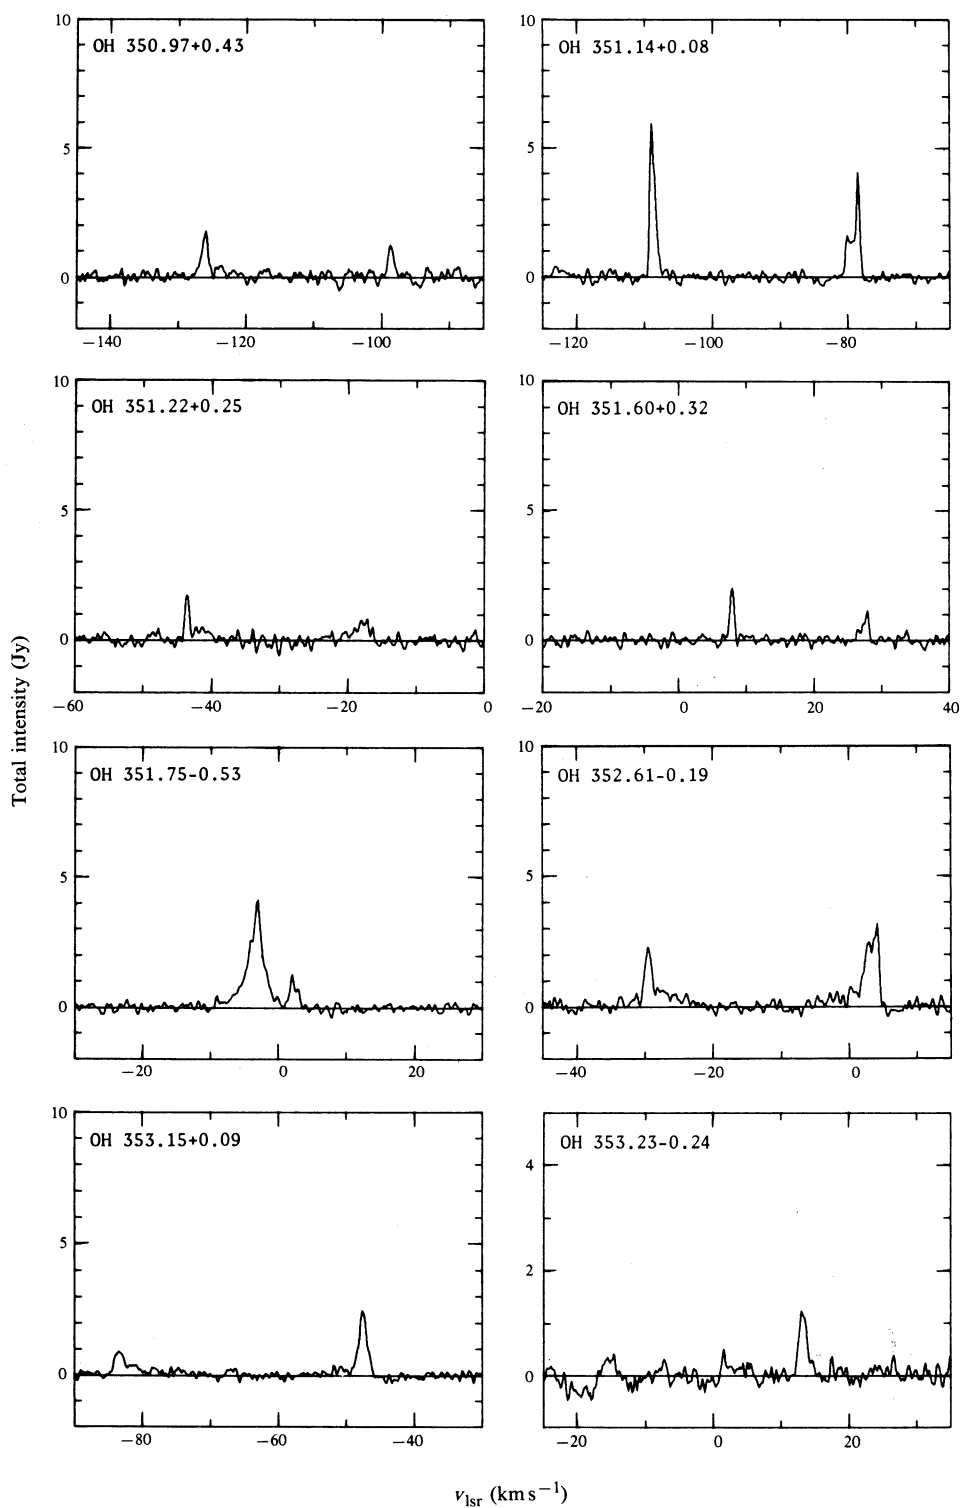 10
OH 350.97+0.43
5
0
−140 −120 −100
OH 351.14+0.08
5
0
−120 −100 −80
10
OH 351.22+0.25
5
0
−60 −40 −20 0
10
OH 351.60+0.32
5
0
−20 0 20 40
10
OH 351.75−0.53
5
0
−20 0 20
10
OH 352.61−0.19
5
0
−40 −20 0
10
OH 353.15+0.09
5
0
−80 −60 −40
OH 353.23−0.24
4
2
0
−20 0 20
10
Total intensity (Jy)
v_lsr (km s⁻¹)